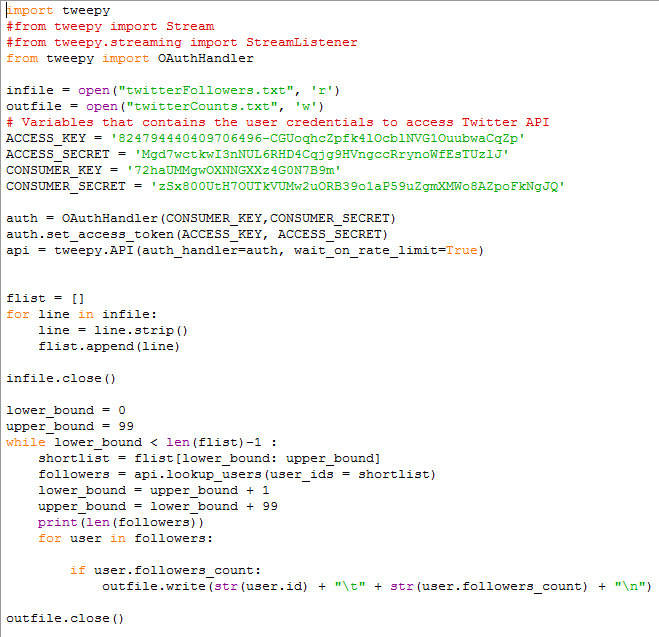 import tweepy
#from tweepy import Stream
#from tweepy.streaming import StreamListener
from tweepy import OAuthHandler
infile = open("twitterFollowers.txt", 'r')
outfile = open("twitterCounts.txt", 'w')
# Variables that contains the user credentials to access Twitter API
ACCESS_KEY =
ACCESS_SECRET =
CONSUMER_KEY = '72haUMMgwOXNNGXXz4G0N7B9m'
CONSUMER_SECRET =
auth = OAuthHandler(CONSUMER_KEY,CONSUMER_SECRET)
auth.set_access_token(ACCESS_KEY, ACCESS_SECRET)
api = tweepy.API(auth_handler=auth, wait_on_rate_limit=True)
flist = []
for line in infile:
    line = line.strip()
    flist.append(line)
infile.close()
lower_bound = 0
upper_bound = 99
while lower_bound < len(flist)-1 :
    shortlist = flist[lower_bound: upper_bound]
    followers = api.lookup_users(user_ids = shortlist)
    lower_bound = upper_bound + 1
    upper_bound = lower_bound + 99
    print(len(followers))
    for user in followers:
        if user.followers_count:
            outfile.write(str(user.id) + "\t" + str(user.followers_count) + "\n")
outfile.close()